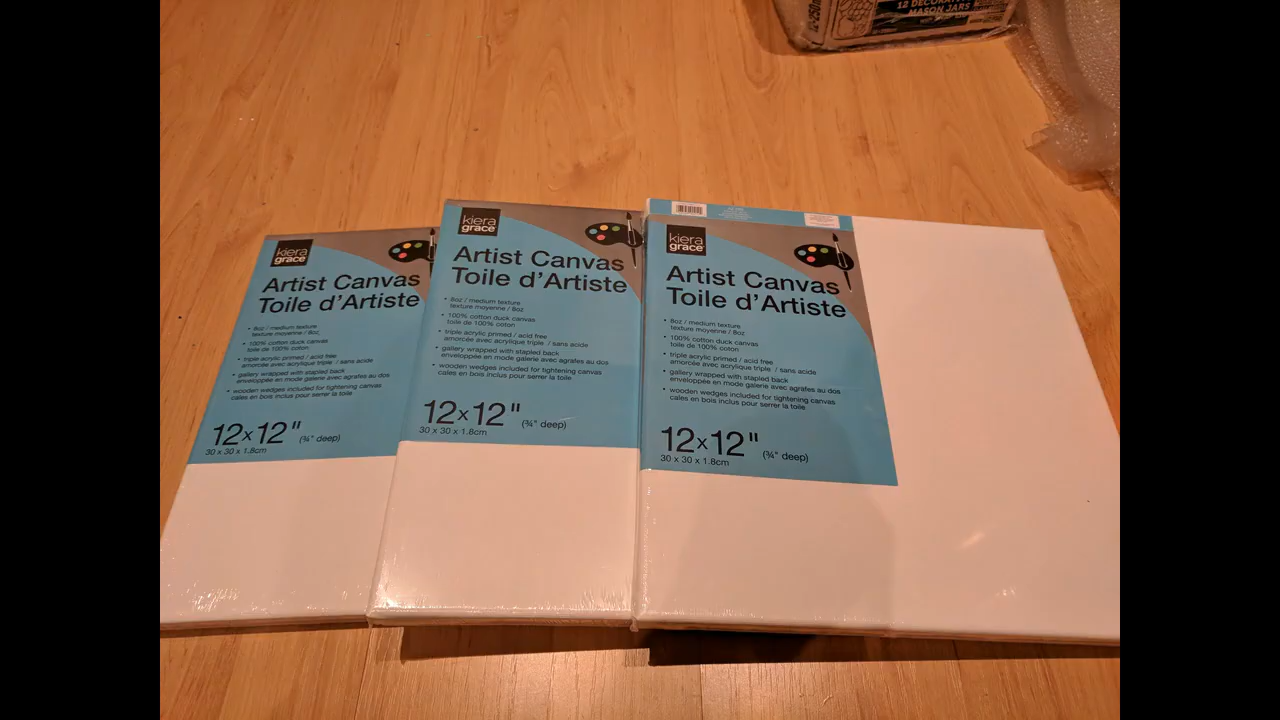 12 DECORATIVE
MASON JARS
12-250ml
kiera
grace
Artist Canvas
Toile d'Artiste
• 8oz / medium texture
texture moyenne / 8oz
• 100% cotton duck canvas
toile de 100% coton
• triple acrylic primed / acid free
amorcée avec acrylique triple / sans acide
• gallery wrapped with stapled back
enveloppée en mode galerie avec agrafes au dos
• wooden wedges included for tightening canvas
cales en bois inclus pour serrer la toile
12x12" (¾" deep)
30 x 30 x 1.8cm
kiera
grace
Artist Canvas
Toile d'Artiste
• 8oz / medium texture
texture moyenne / 8oz
• 100% cotton duck canvas
toile de 100% coton
• triple acrylic primed / acid free
amorcée avec acrylique triple / sans acide
• gallery wrapped with stapled back
enveloppée en mode galerie avec agrafes au dos
• wooden wedges included for tightening canvas
cales en bois inclus pour serrer la toile
12x12" (¾" deep)
30 x 30 x 1.8cm
kiera
grace
Artist Canvas
Toile d'Artiste
• 8oz / medium texture
texture moyenne / 8oz
• 100% cotton duck canvas
toile de 100% coton
• triple acrylic primed / acid free
amorcée avec acrylique triple / sans acide
• gallery wrapped with stapled back
enveloppée en mode galerie avec agrafes au dos
• wooden wedges included for tightening canvas
cales en bois inclus pour serrer la toile
12x12" (¾" deep)
30 x 30 x 1.8cm